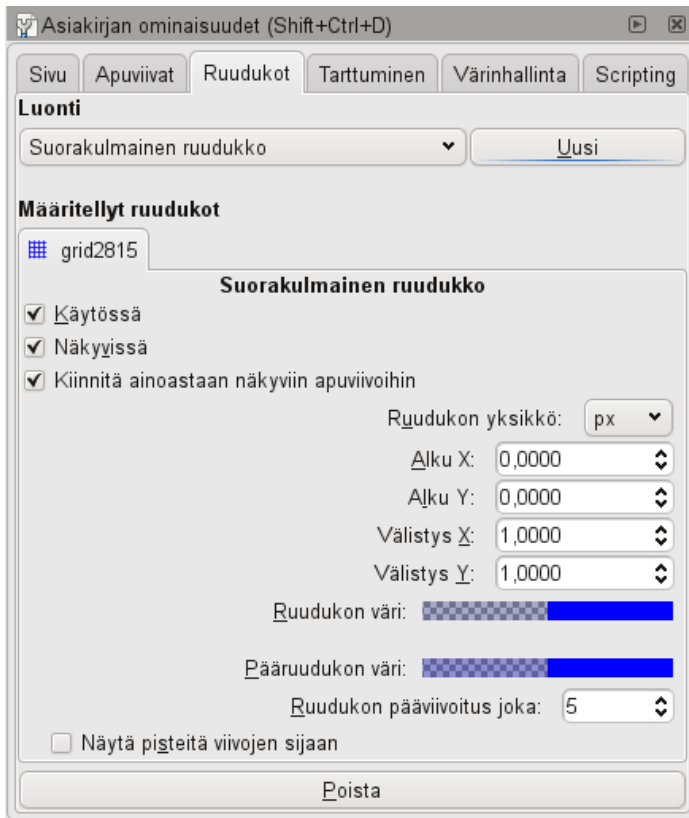 Asiakirjan ominaisuudet (Shift+Ctrl+D)
Sivu Apuviivat Ruudukot Tarttuminen Värinhallinta Scripting
Luonti
Suorakulmainen ruudukko Uusi
Määritellyt ruudukot
grid2815
Suorakulmainen ruudukko
Käytössä
Näkyvissä
Kiinnitä ainoastaan näkyviin apuviivoihin
Ruudukon yksikkö: px
Alku X: 0,0000
Alku Y: 0,0000
Välistys X: 1,0000
Välistys Y: 1,0000
Ruudukon väri:
Pääruudukon väri:
Ruudukon pääviivoitus joka: 5
Näytä pisteitä viivojen sijaan
Poista